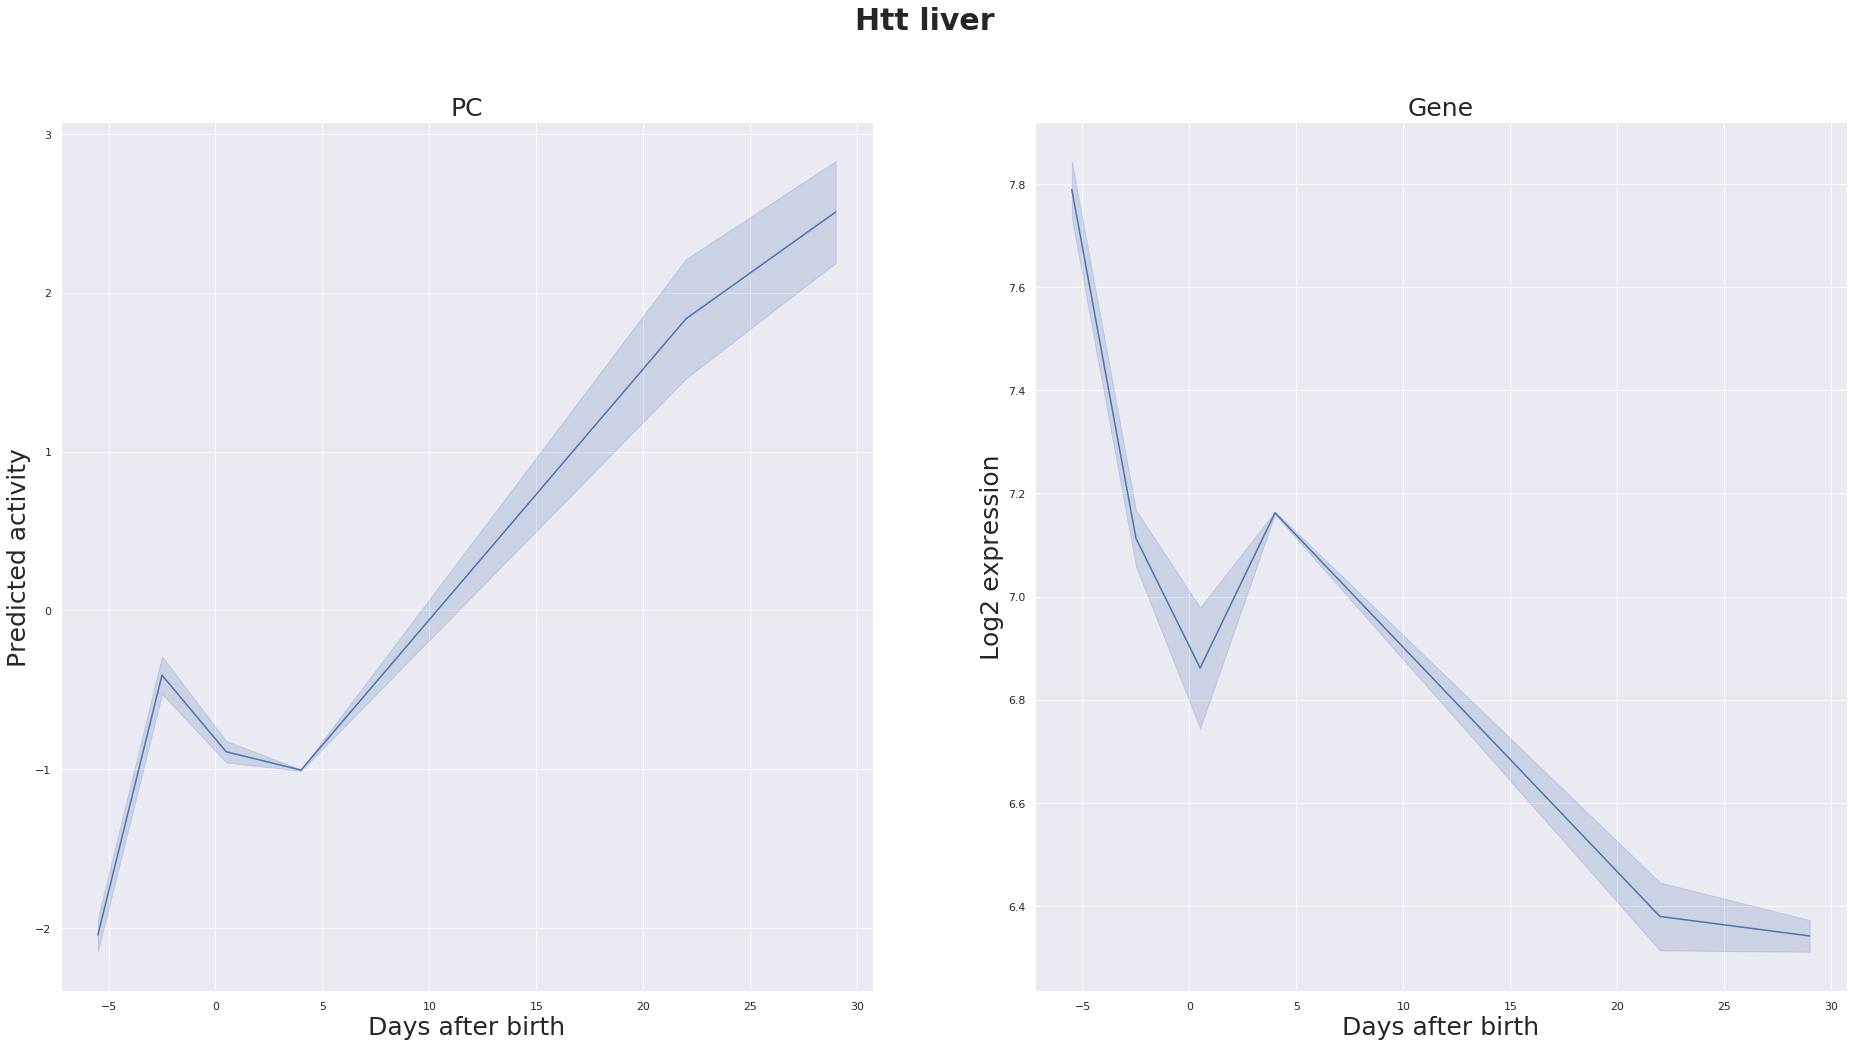 Htt liver
PC
Predicted activity
3
2
1
0
−1
−2
−5 0 5 10 15 20 25 30
Days after birth
Gene
Log2 expression
7.8
7.6
7.4
7.2
7.0
6.8
6.6
6.4
−5 0 5 10 15 20 25 30
Days after birth